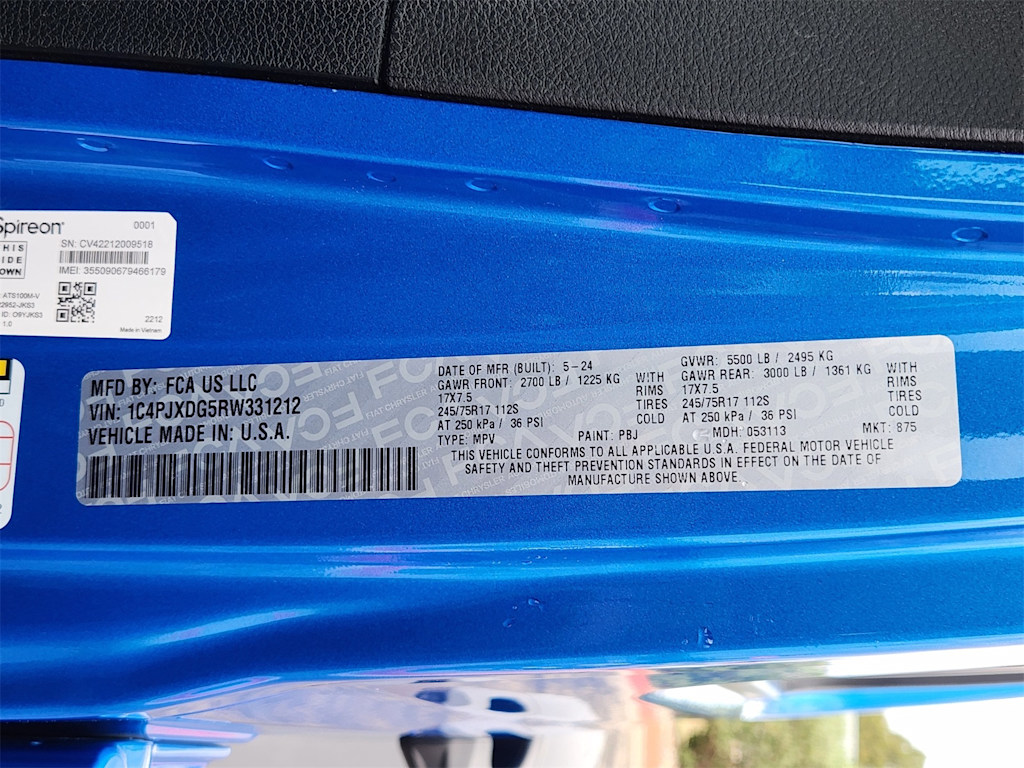 Spireon®
0001
SN: CV42212009518
IMEI: 355090679466179
ATS100M-V
ID: O9YJKS3
1.0
2212
Made in Vietnam
MFD BY: FCA US LLC
VIN: 1C4PJXDG5RW331212
VEHICLE MADE IN: U.S.A.
DATE OF MFR (BUILT): 5-24
GAWR FRONT: 2700 LB / 1225 KG WITH
17X7.5 RIMS
245/75R17 112S TIRES
AT 250 kPa / 36 PSI COLD
GVWR: 5500 LB / 2495 KG
GAWR REAR: 3000 LB / 1361 KG WITH
17X7.5 RIMS
245/75R17 112S TIRES
AT 250 kPa / 36 PSI COLD
TYPE: MPV PAINT: PBJ MDH: 053113 MKT: 875
THIS VEHICLE CONFORMS TO ALL APPLICABLE U.S.A. FEDERAL MOTOR VEHICLE
SAFETY AND THEFT PREVENTION STANDARDS IN EFFECT ON THE DATE OF
MANUFACTURE SHOWN ABOVE.